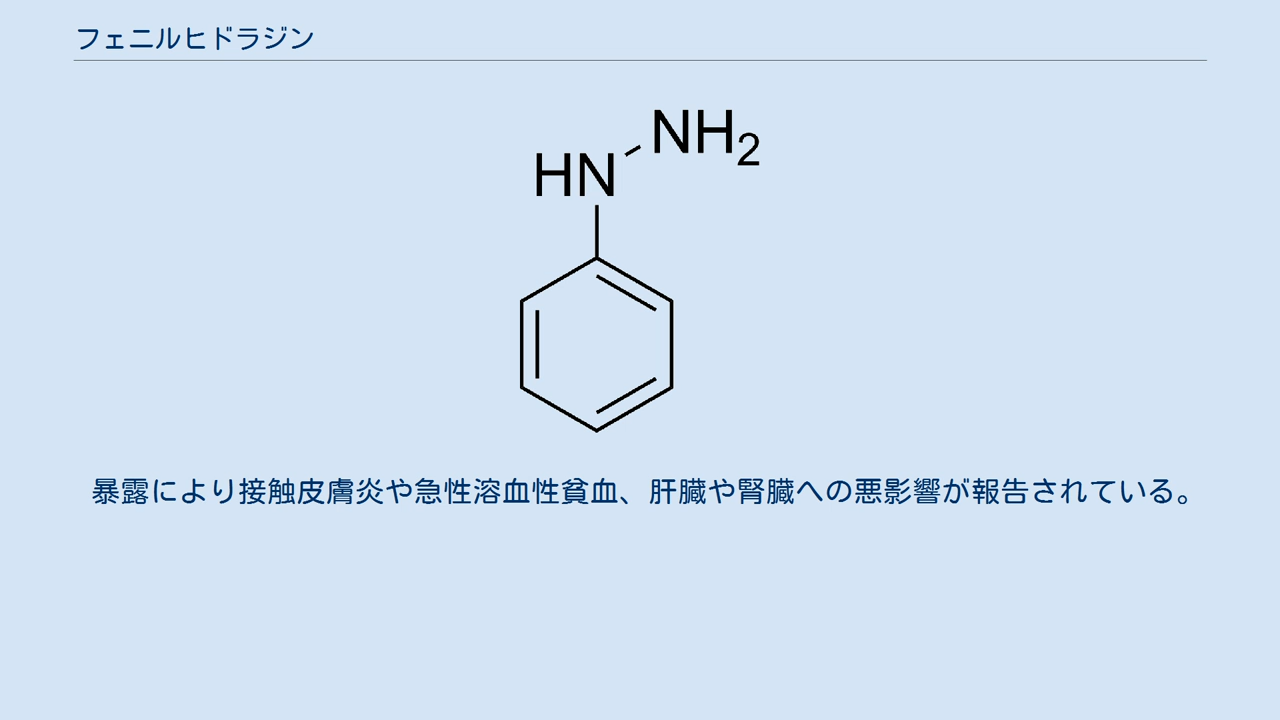 フェニルヒドラジン
NH2
HN
暴露により接触皮膚炎や急性溶血性貧血、肝臓や腎臓への悪影響が報告されている。